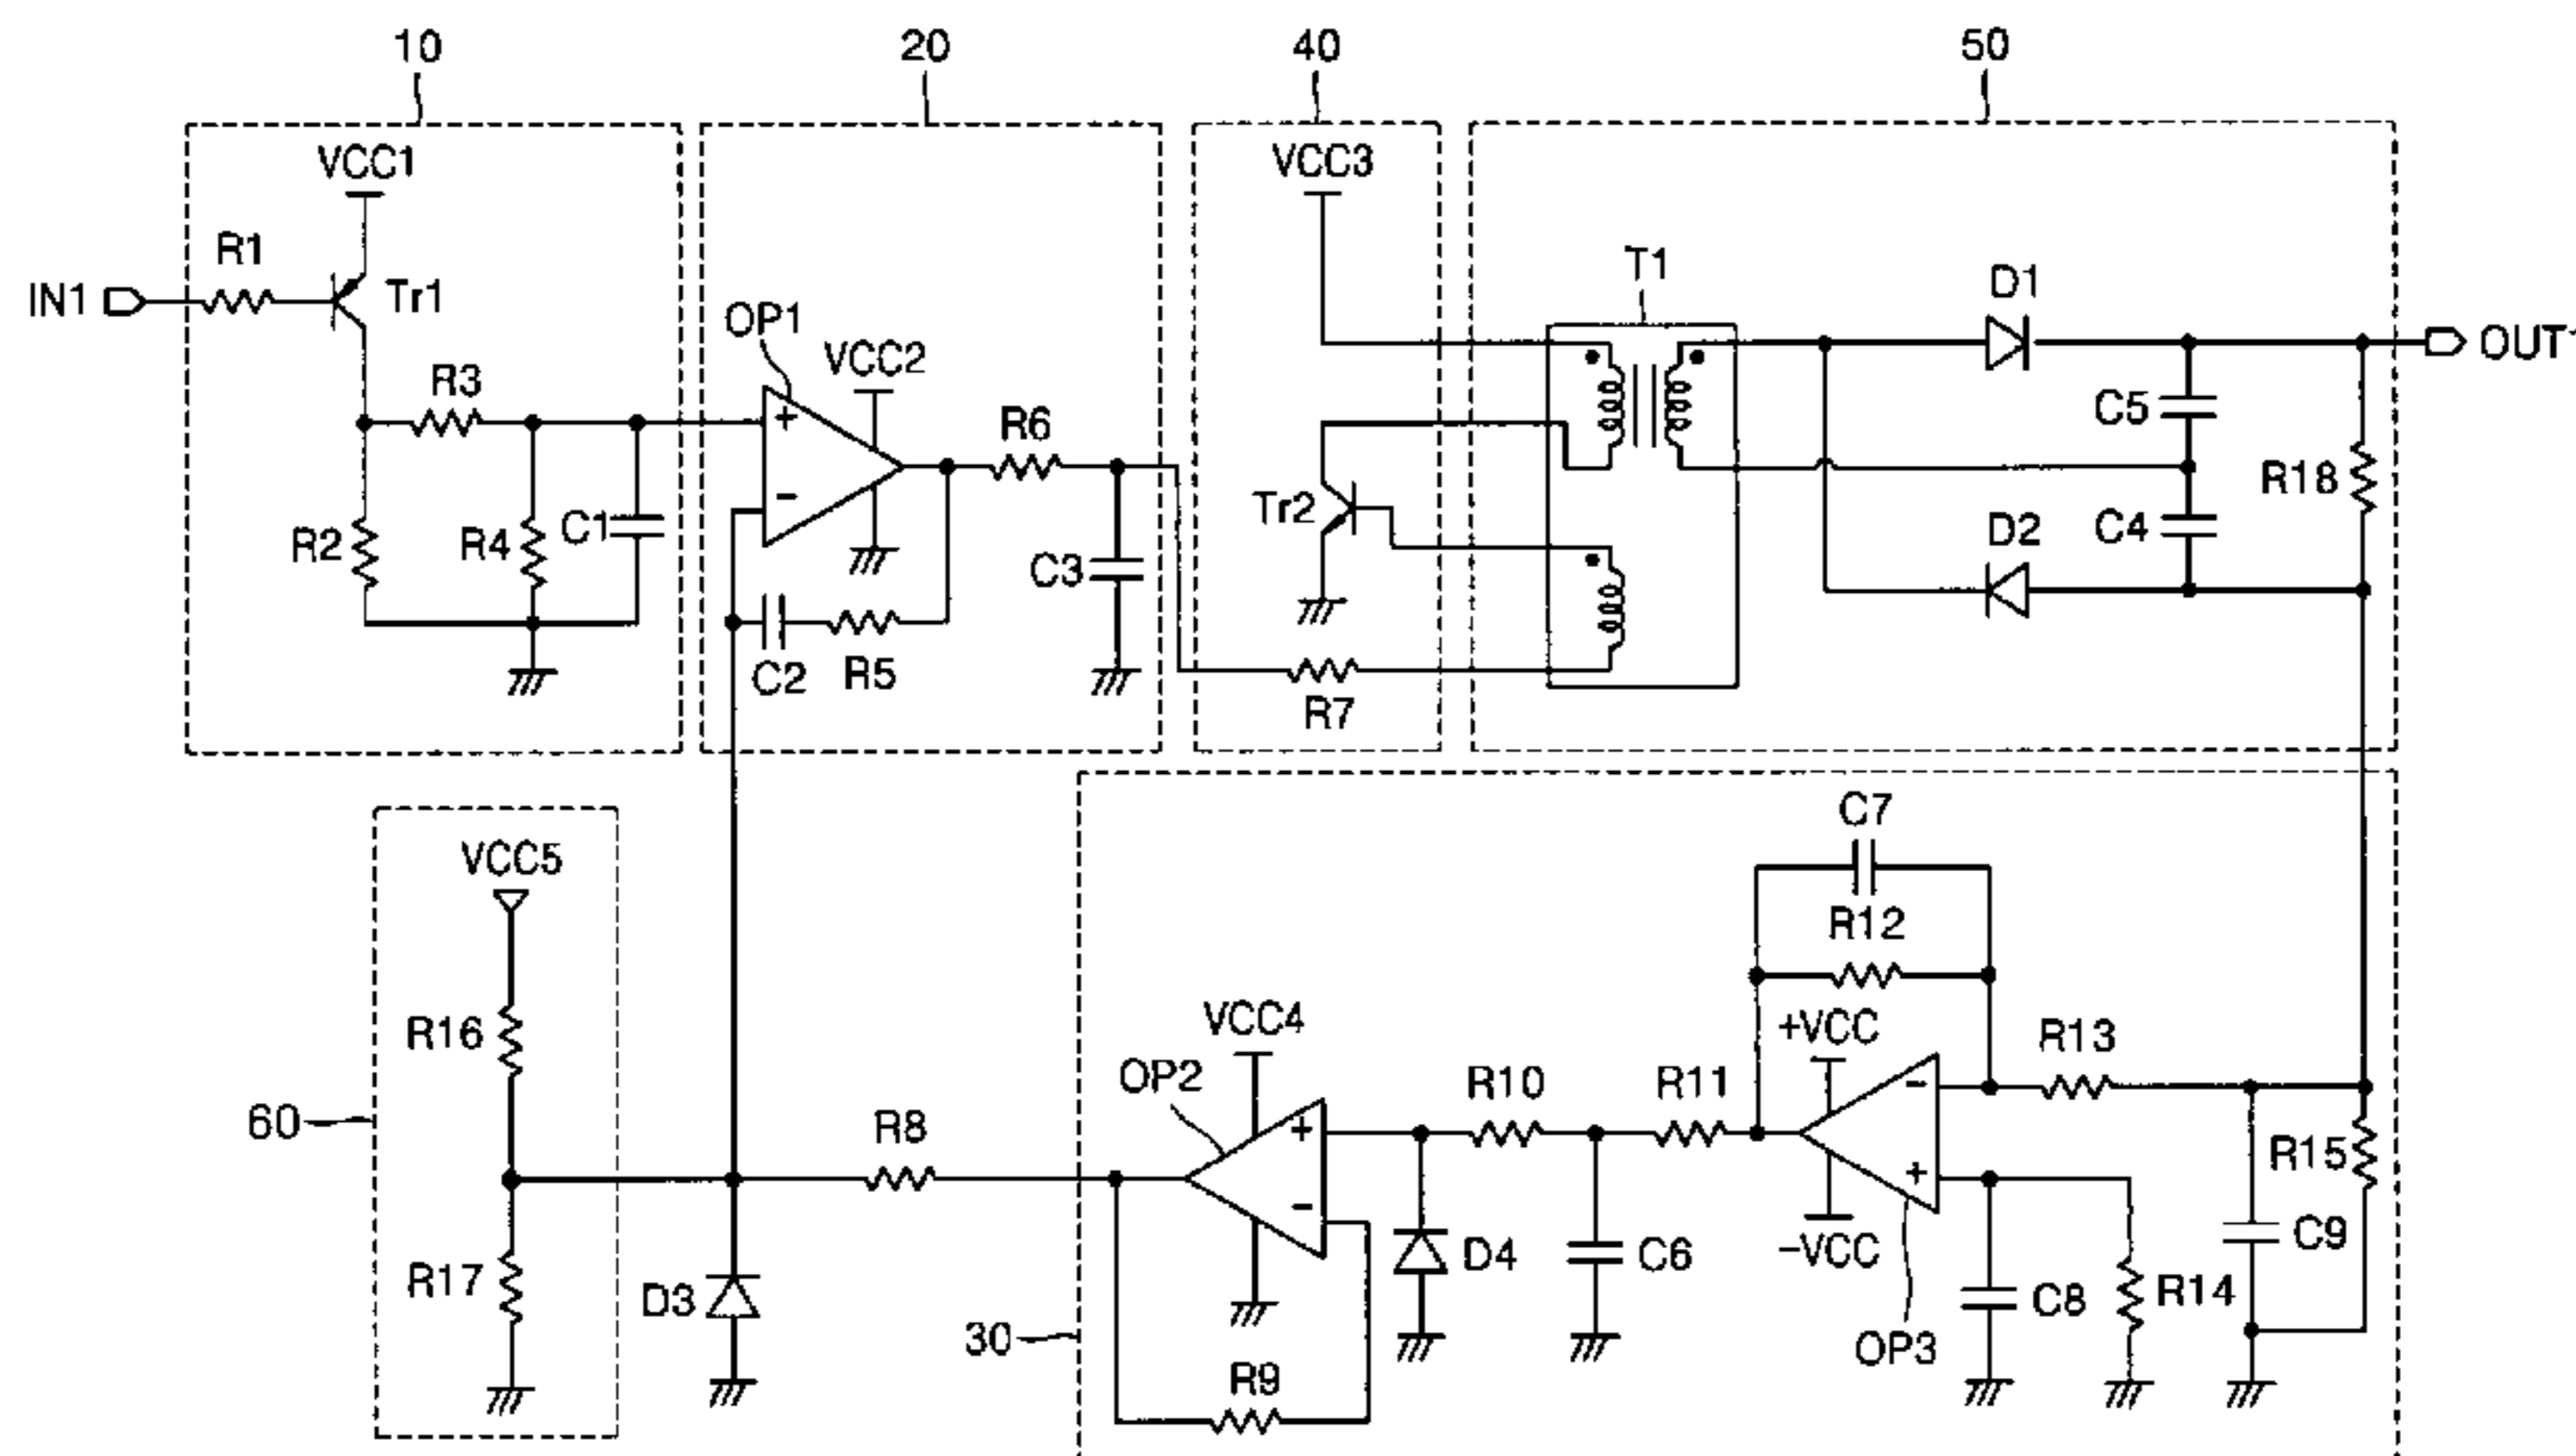 10
20
40
50
VCC1
R1
IN1
Tr1
R3
R2
R4
C1
OP1
VCC2
R6
C3
C2
R5
VCC3
Tr2
R7
T1
D1
C5
R18
D2
C4
OUT1
VCC5
R16
60
R17
D3
R8
30
VCC4
OP2
+
-
R9
R10
R11
D4
C6
C7
R12
+VCC
-VCC
-
+
OP3
R13
R15
C9
C8
R14
+
-